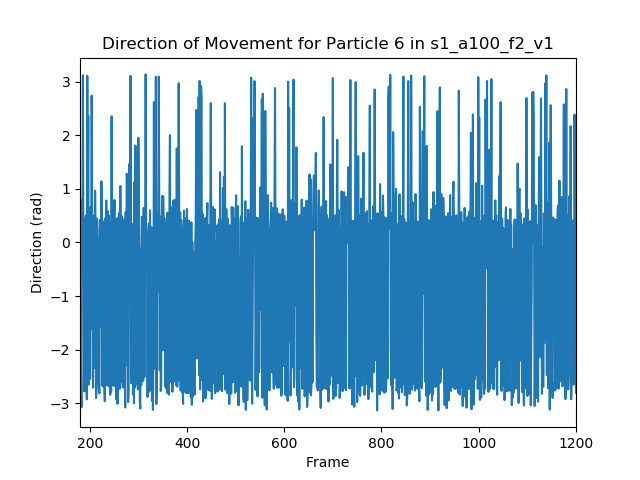 Direction of Movement for Particle 6 in s1_a100_f2_v1
3
2
1
0
−1
−2
−3
Direction (rad)
200 400 600 800 1000 1200
Frame